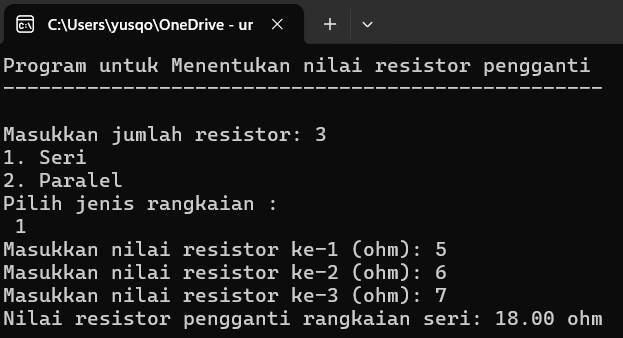 C:\Users\yusqo\OneDrive - ur
Program untuk Menentukan nilai resistor pengganti
--------------------------------------------------
Masukkan jumlah resistor: 3
1. Seri
2. Paralel
Pilih jenis rangkaian :
1
Masukkan nilai resistor ke-1 (ohm): 5
Masukkan nilai resistor ke-2 (ohm): 6
Masukkan nilai resistor ke-3 (ohm): 7
Nilai resistor pengganti rangkaian seri: 18.00 ohm